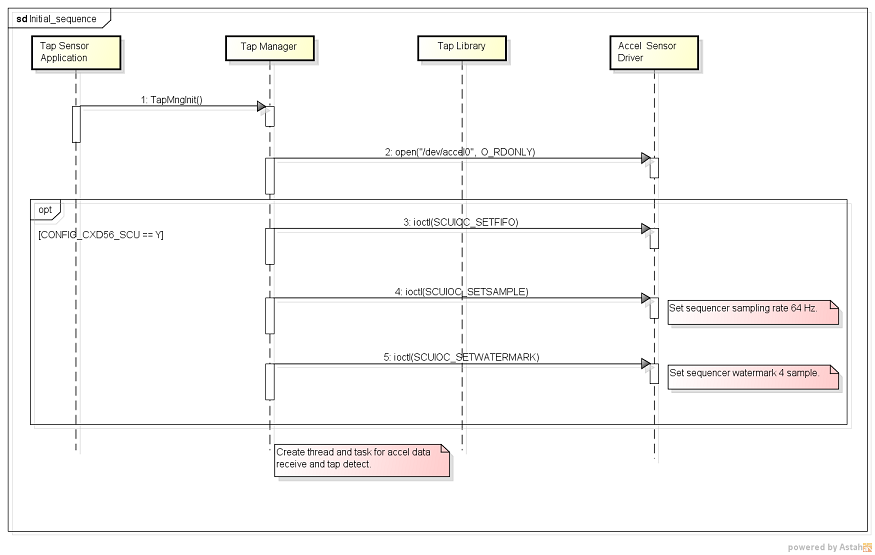 sd Initial_sequence
Tap Sensor
Application
Tap Manager
Tap Library
Accel Sensor
Driver
1: TapMngInit()
2: open("/dev/accel0", O_RDONLY)
opt
[CONFIG_CXD56_SCU == Y]
3: ioctl(SCUIOC_SETFIFO)
4: ioctl(SCUIOC_SETSAMPLE)
Set sequencer sampling rate 64 Hz.
5: ioctl(SCUIOC_SETWATERMARK)
Set sequencer watermark 4 sample.
Create thread and task for accel data
receive and tap detect.
powered by Astah